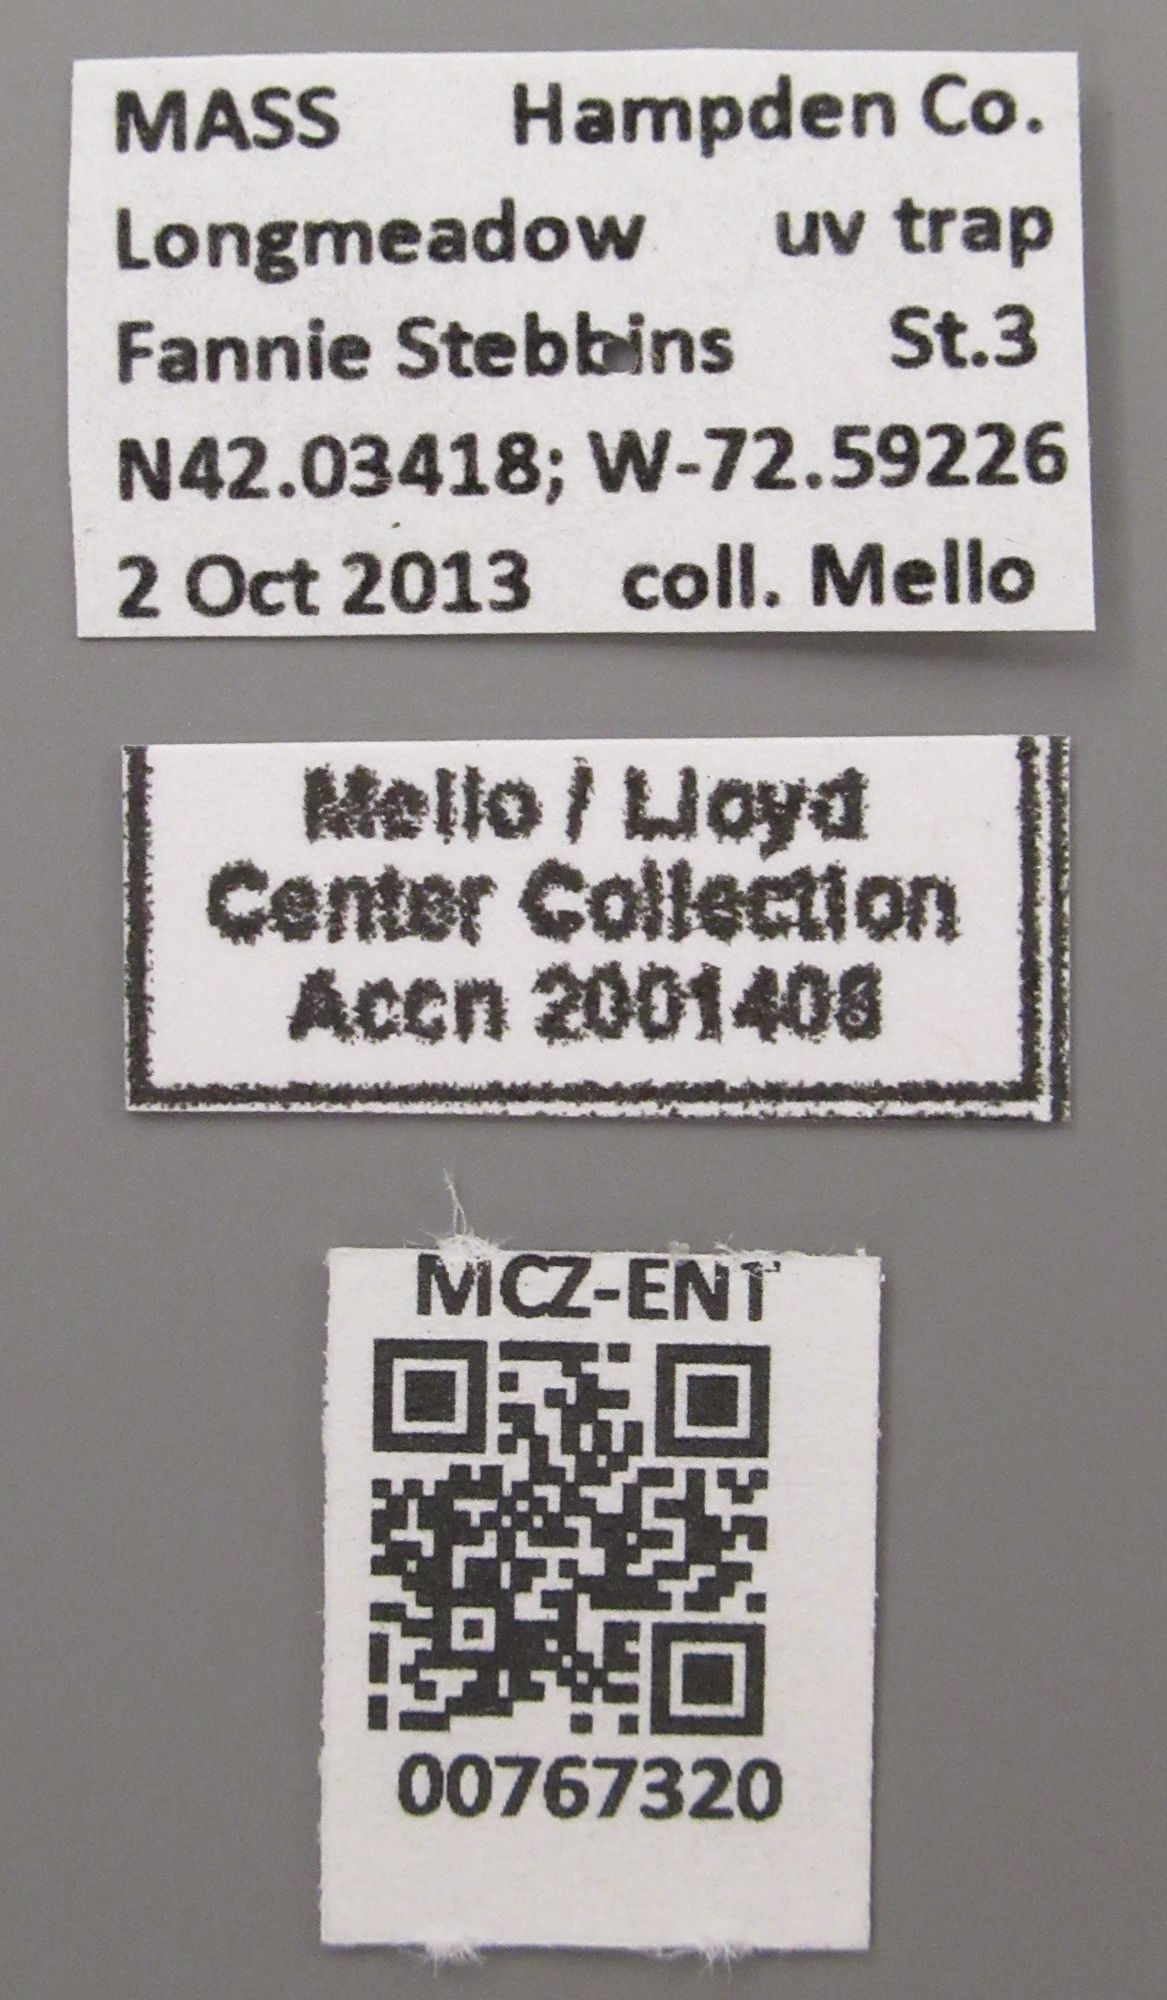 MASS Hampden Co.
Longmeadow uv trap
Fannie Stebbins St.3
N42.03418; W-72.59226
2 Oct 2013 coll. Mello
Mello / Lloyd
Center Collection
Accn 2001408
MCZ-ENT
00767320